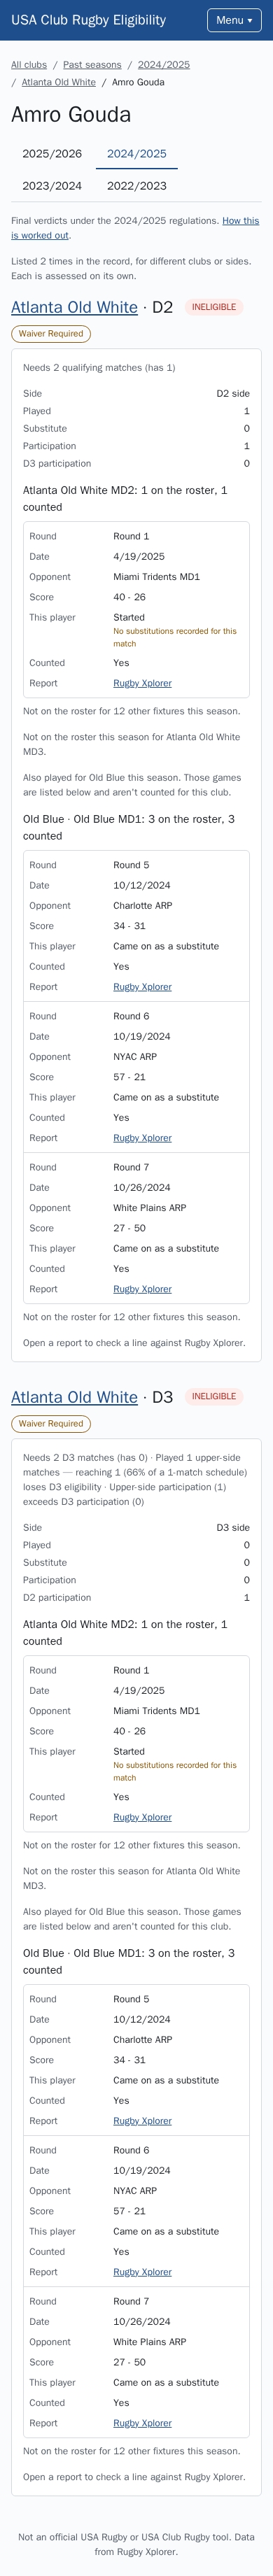 USA Club Rugby Eligibility
Menu ▾
All clubs / Past seasons / 2024/2025
/ Atlanta Old White / Amro Gouda
Amro Gouda
2025/2026 2024/2025
2023/2024 2022/2023
Final verdicts under the 2024/2025 regulations. How this
is worked out.
Listed 2 times in the record, for different clubs or sides.
Each is assessed on its own.
Atlanta Old White · D2 INELIGIBLE
Waiver Required
Needs 2 qualifying matches (has 1)
Side D2 side
Played 1
Substitute 0
Participation 1
D3 participation 0
Atlanta Old White MD2: 1 on the roster, 1
counted
Round Round 1
Date 4/19/2025
Opponent Miami Tridents MD1
Score 40 - 26
This player Started
No substitutions recorded for this
match
Counted Yes
Report Rugby Xplorer
Not on the roster for 12 other fixtures this season.
Not on the roster this season for Atlanta Old White
MD3.
Also played for Old Blue this season. Those games
are listed below and aren't counted for this club.
Old Blue · Old Blue MD1: 3 on the roster, 3
counted
Round Round 5
Date 10/12/2024
Opponent Charlotte ARP
Score 34 - 31
This player Came on as a substitute
Counted Yes
Report Rugby Xplorer
Round Round 6
Date 10/19/2024
Opponent NYAC ARP
Score 57 - 21
This player Came on as a substitute
Counted Yes
Report Rugby Xplorer
Round Round 7
Date 10/26/2024
Opponent White Plains ARP
Score 27 - 50
This player Came on as a substitute
Counted Yes
Report Rugby Xplorer
Not on the roster for 12 other fixtures this season.
Open a report to check a line against Rugby Xplorer.
Atlanta Old White · D3 INELIGIBLE
Waiver Required
Needs 2 D3 matches (has 0) · Played 1 upper-side
matches — reaching 1 (66% of a 1-match schedule)
loses D3 eligibility · Upper-side participation (1)
exceeds D3 participation (0)
Side D3 side
Played 0
Substitute 0
Participation 0
D2 participation 1
Atlanta Old White MD2: 1 on the roster, 1
counted
Round Round 1
Date 4/19/2025
Opponent Miami Tridents MD1
Score 40 - 26
This player Started
No substitutions recorded for this
match
Counted Yes
Report Rugby Xplorer
Not on the roster for 12 other fixtures this season.
Not on the roster this season for Atlanta Old White
MD3.
Also played for Old Blue this season. Those games
are listed below and aren't counted for this club.
Old Blue · Old Blue MD1: 3 on the roster, 3
counted
Round Round 5
Date 10/12/2024
Opponent Charlotte ARP
Score 34 - 31
This player Came on as a substitute
Counted Yes
Report Rugby Xplorer
Round Round 6
Date 10/19/2024
Opponent NYAC ARP
Score 57 - 21
This player Came on as a substitute
Counted Yes
Report Rugby Xplorer
Round Round 7
Date 10/26/2024
Opponent White Plains ARP
Score 27 - 50
This player Came on as a substitute
Counted Yes
Report Rugby Xplorer
Not on the roster for 12 other fixtures this season.
Open a report to check a line against Rugby Xplorer.
Not an official USA Rugby or USA Club Rugby tool. Data
from Rugby Xplorer.